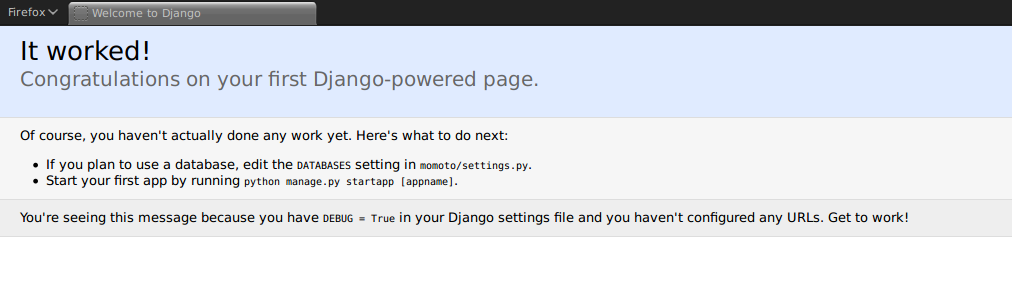 Firefox Welcome to Django
It worked!
Congratulations on your first Django-powered page.
Of course, you haven't actually done any work yet. Here's what to do next:
• If you plan to use a database, edit the DATABASES setting in momoto/settings.py.
• Start your first app by running python manage.py startapp [appname].
You're seeing this message because you have DEBUG = True in your Django settings file and you haven't configured any URLs. Get to work!